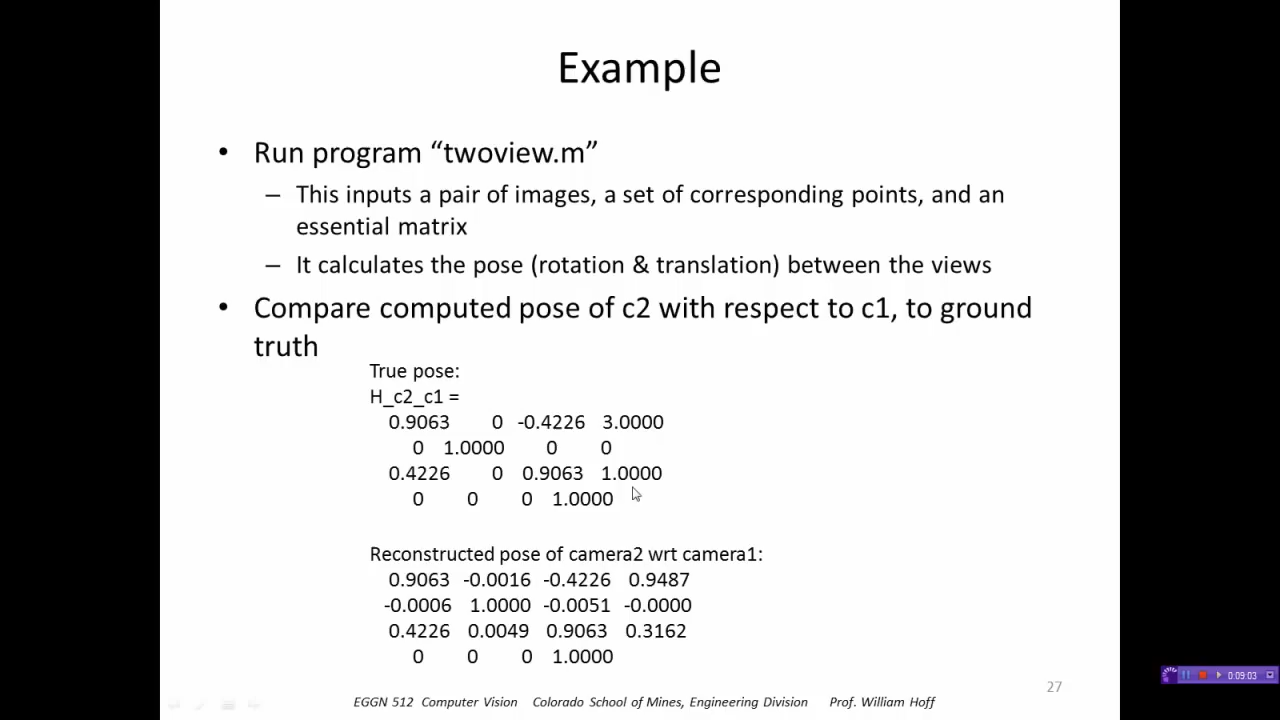 Example
• Run program “twoview.m”
– This inputs a pair of images, a set of corresponding points, and an
essential matrix
– It calculates the pose (rotation & translation) between the views
• Compare computed pose of c2 with respect to c1, to ground
truth
True pose:
H_c2_c1 =
0.9063 0 -0.4226 3.0000
0 1.0000 0 0
0.4226 0 0.9063 1.0000
0 0 0 1.0000
Reconstructed pose of camera2 wrt camera1:
0.9063 -0.0016 -0.4226 0.9487
-0.0006 1.0000 -0.0051 -0.0000
0.4226 0.0049 0.9063 0.3162
0 0 0 1.0000
0:09:03
27
EGGN 512 Computer Vision Colorado School of Mines, Engineering Division Prof. William Hoff